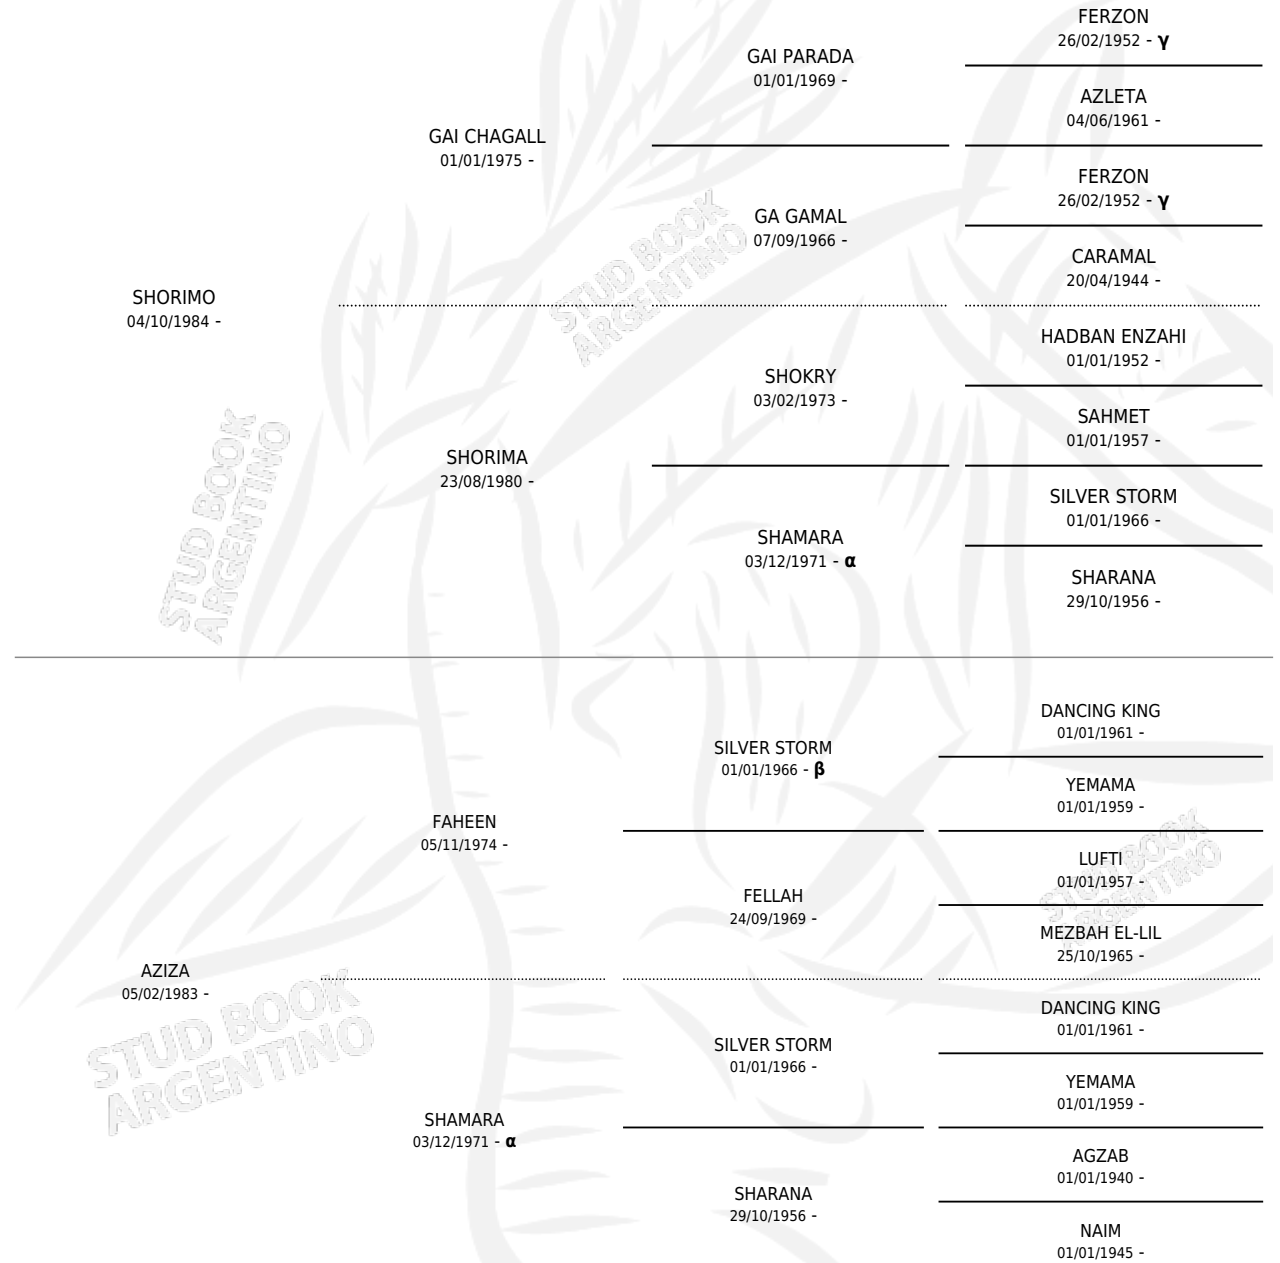 FERZON
26/02/1952 - γ
GAI PARADA
01/01/1969 -
AZLETA
04/06/1961 -
GAI CHAGALL
01/01/1975 -
FERZON
26/02/1952 - γ
GA GAMAL
07/09/1966 -
CARAMAL
20/04/1944 -
SHORIMO
04/10/1984 -
HADBAN ENZAHI
01/01/1952 -
SHOKRY
03/02/1973 -
SAHMET
01/01/1957 -
SHORIMA
23/08/1980 -
SILVER STORM
01/01/1966 -
SHAMARA
03/12/1971 - α
SHARANA
29/10/1956 -
STUD BOOK
ARGENTINO
STUD BOOK
ARGENTINO
DANCING KING
01/01/1961 -
SILVER STORM
01/01/1966 - β
YEMAMA
01/01/1959 -
FAHEEN
05/11/1974 -
LUFTI
01/01/1957 -
FELLAH
24/09/1969 -
MEZBAH EL-LIL
25/10/1965 -
STUD BOOK
ARGENTINO
AZIZA
05/02/1983 -
DANCING KING
01/01/1961 -
SILVER STORM
01/01/1966 -
YEMAMA
01/01/1959 -
STUD BOOK
ARGENTINO
SHAMARA
03/12/1971 - α
AGZAB
01/01/1940 -
SHARANA
29/10/1956 -
NAIM
01/01/1945 -